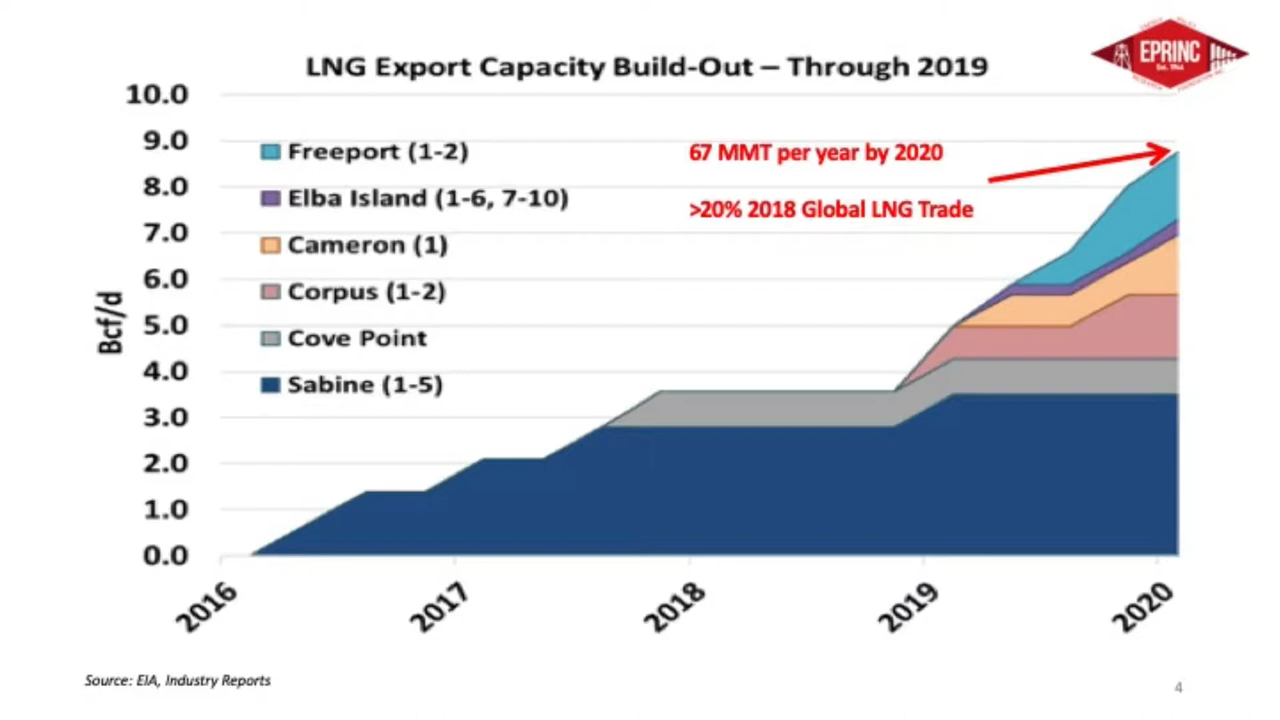 LNG Export Capacity Build-Out – Through 2019
EPRINC
Est. 1944
10.0
9.0
8.0
7.0
6.0
5.0
4.0
3.0
2.0
1.0
0.0
Bcf/d
Freeport (1-2)
Elba Island (1-6, 7-10)
Cameron (1)
Corpus (1-2)
Cove Point
Sabine (1-5)
67 MMT per year by 2020
>20% 2018 Global LNG Trade
2016
2017
2018
2019
2020
Source: EIA, Industry Reports
4